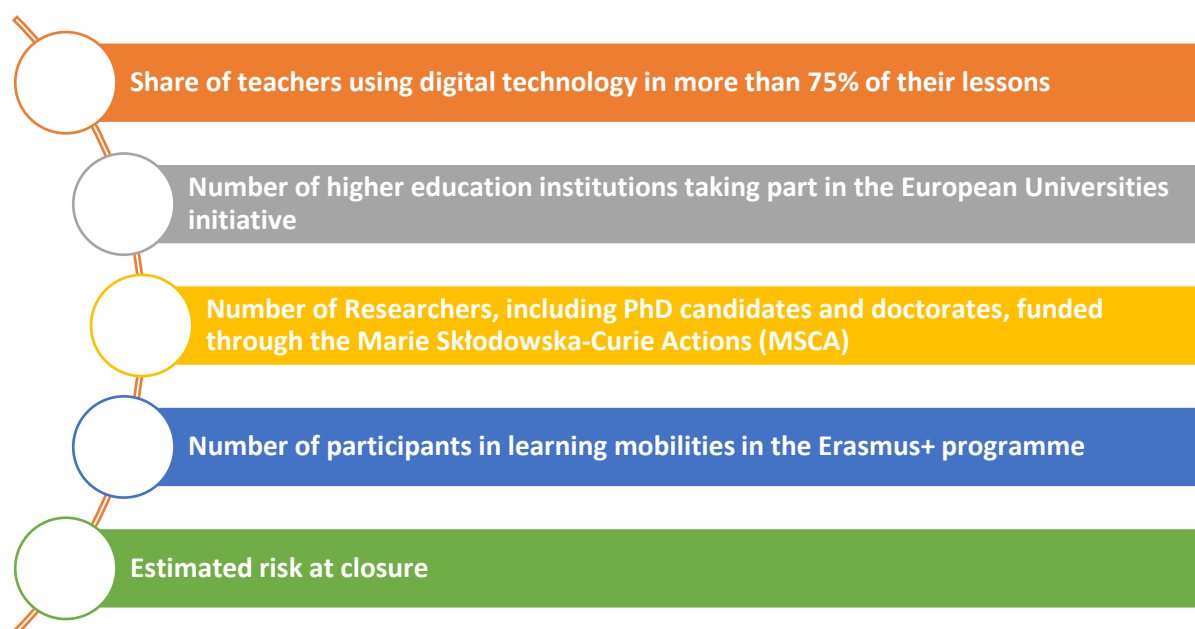 Share of teachers using digital technology in more than 75% of their lessons
Number of higher education institutions taking part in the European Universities
initiative
Number of Researchers, including PhD candidates and doctorates, funded
through the Marie Skłodowska-Curie Actions (MSCA)
Number of participants in learning mobilities in the Erasmus+ programme
Estimated risk at closure